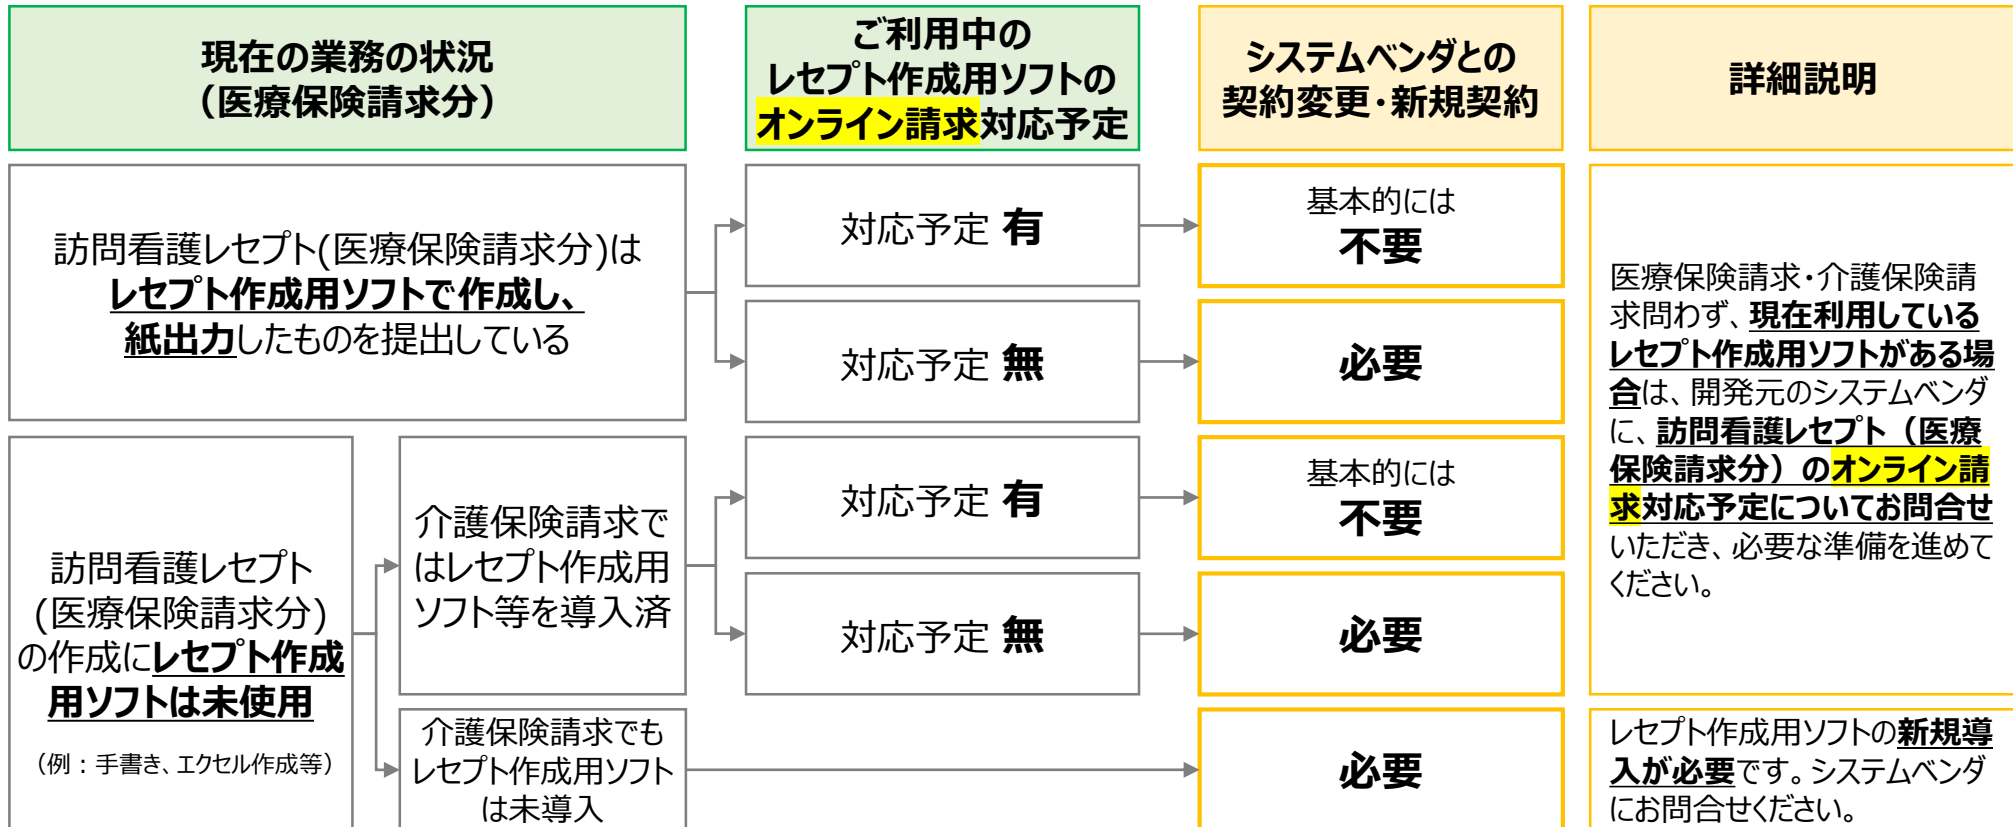 現在の業務の状況
（医療保険請求分）
ご利用中の
レセプト作成用ソフトの
オンライン請求対応予定
システムベンダとの
契約変更・新規契約
詳細説明
訪問看護レセプト(医療保険請求分)は
レセプト作成用ソフトで作成し、
紙出力したものを提出している
対応予定 有
基本的には
不要
対応予定 無
必要
医療保険請求・介護保険請
求問わず、現在利用している
レセプト作成用ソフトがある場
合は、開発元のシステムベンダ
に、訪問看護レセプト（医療
保険請求分）のオンライン請
求対応予定についてお問合せ
いただき、必要な準備を進めて
ください。
訪問看護レセプト
(医療保険請求分)
の作成にレセプト作成
用ソフトは未使用
（例：手書き、エクセル作成等）
介護保険請求で
はレセプト作成用
ソフト等を導入済
対応予定 有
基本的には
不要
対応予定 無
必要
介護保険請求でも
レセプト作成用ソフト
は未導入
必要
レセプト作成用ソフトの新規導
入が必要です。システムベンダ
にお問合せください。